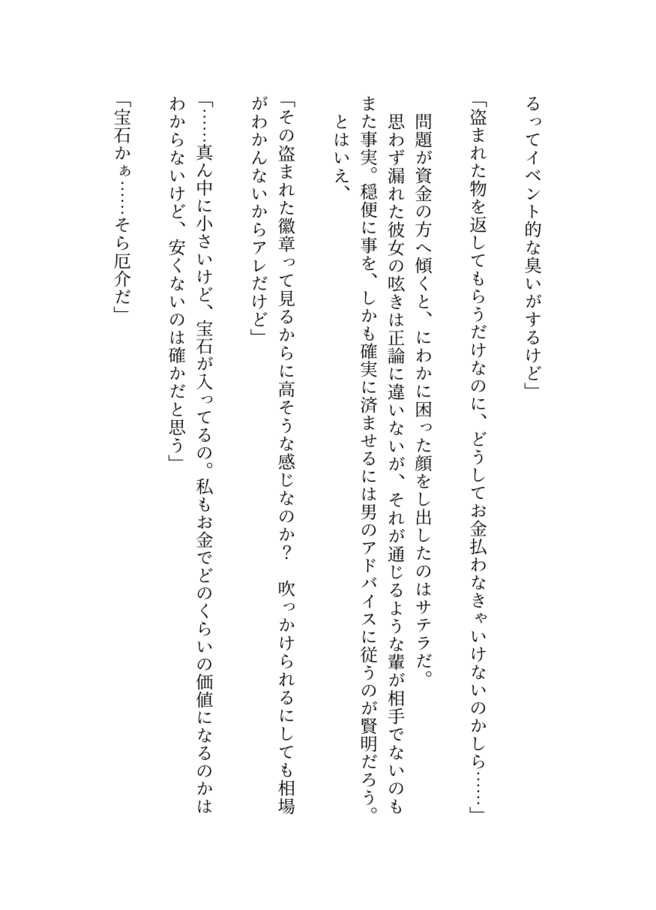 るってイベント的な臭いがするけど」
「盗まれた物を返してもらうだけなのに、どうしてお金払わなきゃいけないのかしら……」
問題が資金の方へ傾くと、にわかに困った顔をし出したのはサテラだ。
思わず漏れた彼女の呟きは正論に違いないが、それが通じるような輩が相手でないのも
また事実。穏便に事を、しかも確実に済ませるには男のアドバイスに従うのが賢明だろう。
とはいえ、
「その盗まれた徽章って見るからに高そうな感じなのか？　吹っかけられるにしても相場
がわかんないからアレだけど」
「……真ん中に小さいけど、宝石が入ってるの。私もお金でどのくらいの価値になるのかは
わからないけど、安くないのは確かだと思う」
「宝石かぁ……そら厄介だ」